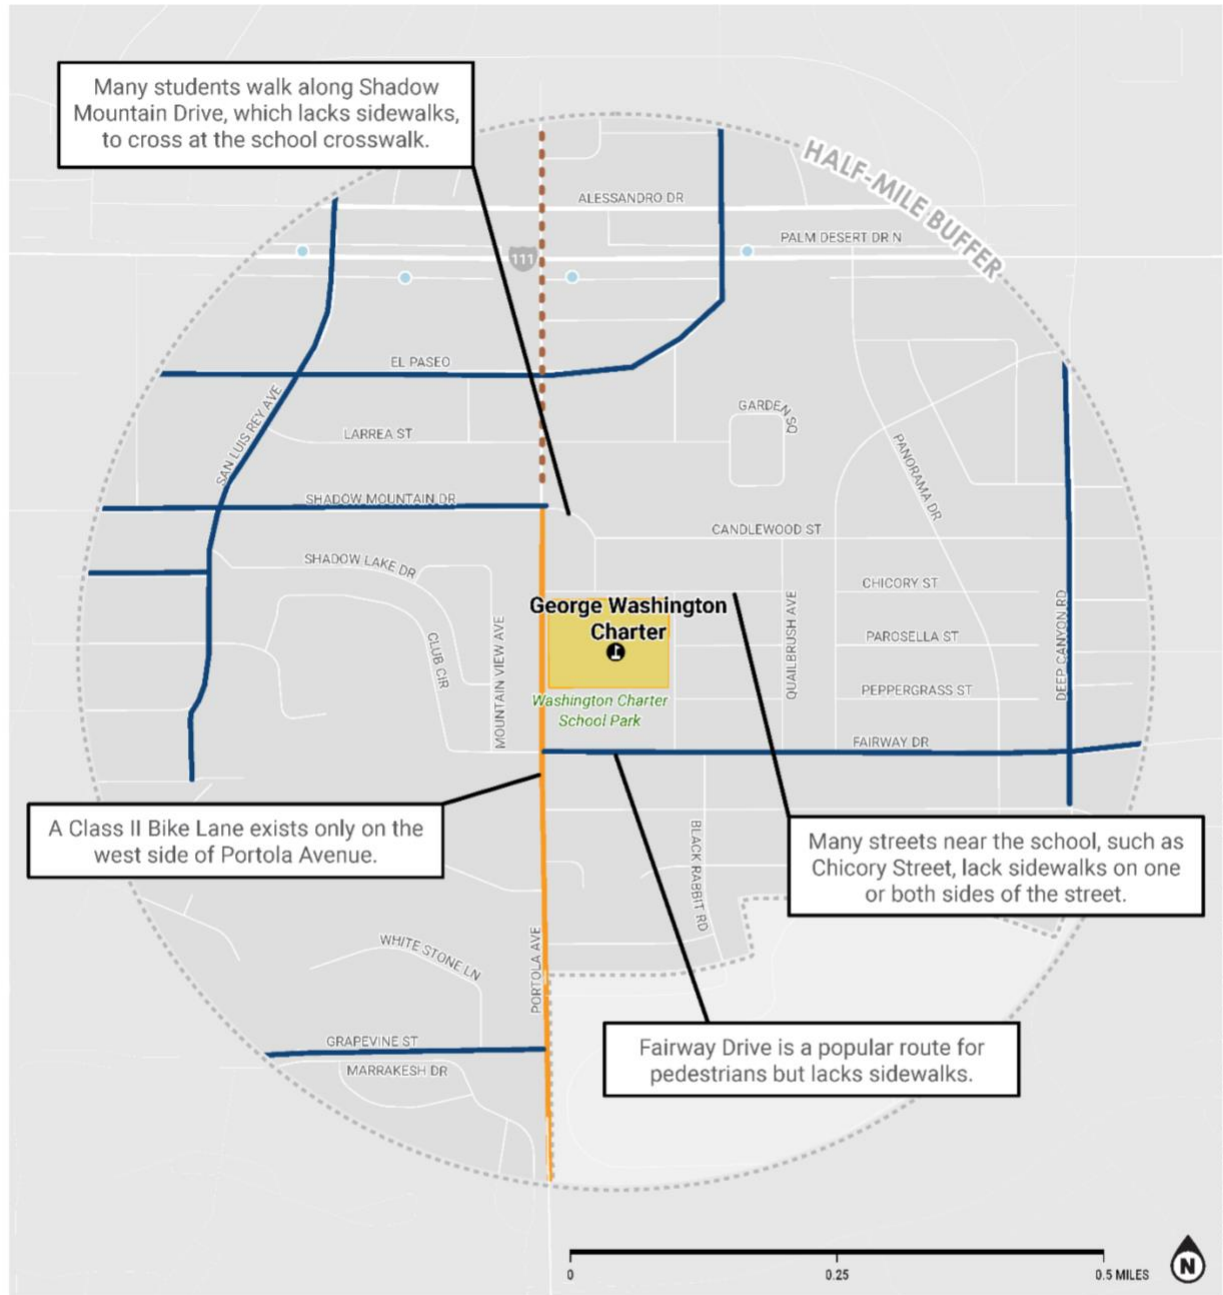 Many students walk along Shadow
Mountain Drive, which lacks sidewalks,
to cross at the school crosswalk.
HALF-MILE BUFFER
ALESSANDRO DR
PALM DESERT DR N
111
EL PASEO
SAN LUIS REY AVE
LARREA ST
GARDEN SQ
PANORAMA DR
SHADOW MOUNTAIN DR
CANDLEWOOD ST
SHADOW LAKE DR
CHICORY ST
George Washington
Charter
QUAILBRUSH AVE
DEEP CANYON RD
CLUB CIR
MOUNTAIN VIEW AVE
PAROSELLA ST
PEPPERGRASS ST
Washington Charter
School Park
FAIRWAY DR
A Class II Bike Lane exists only on the
west side of Portola Avenue.
Many streets near the school, such as
Chicory Street, lack sidewalks on one
or both sides of the street.
BLACK RABBIT RD
WHITE STONE LN
PORTOLA AVE
GRAPEVINE ST
MARRAKESH DR
Fairway Drive is a popular route for
pedestrians but lacks sidewalks.
0
0.25
0.5 MILES
N